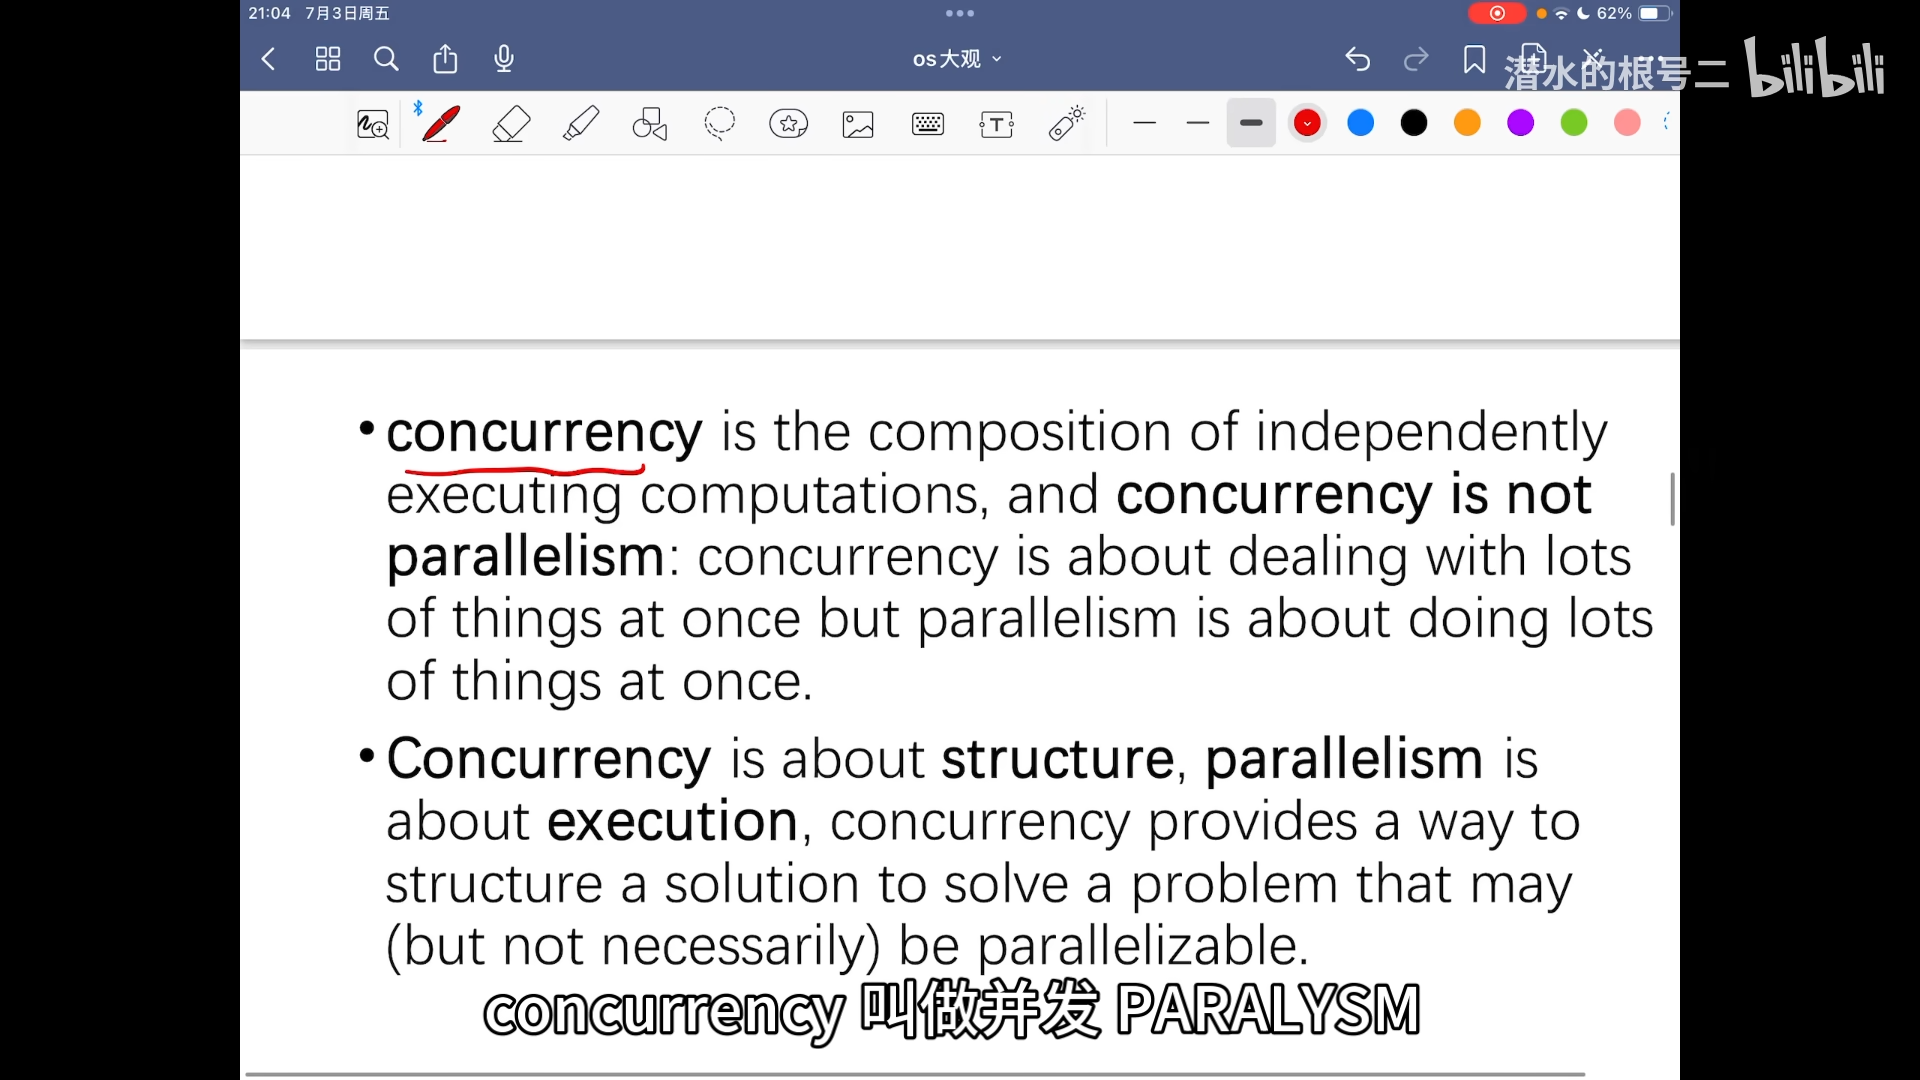 21:04 7月3日周五
62%
os大观
潜水的根号二 bilibili
• concurrency is the composition of independently
executing computations, and concurrency is not
parallelism: concurrency is about dealing with lots
of things at once but parallelism is about doing lots
of things at once.
• Concurrency is about structure, parallelism is
about execution, concurrency provides a way to
structure a solution to solve a problem that may
(but not necessarily) be parallelizable.
concurrency 叫做并发 PARALYSM